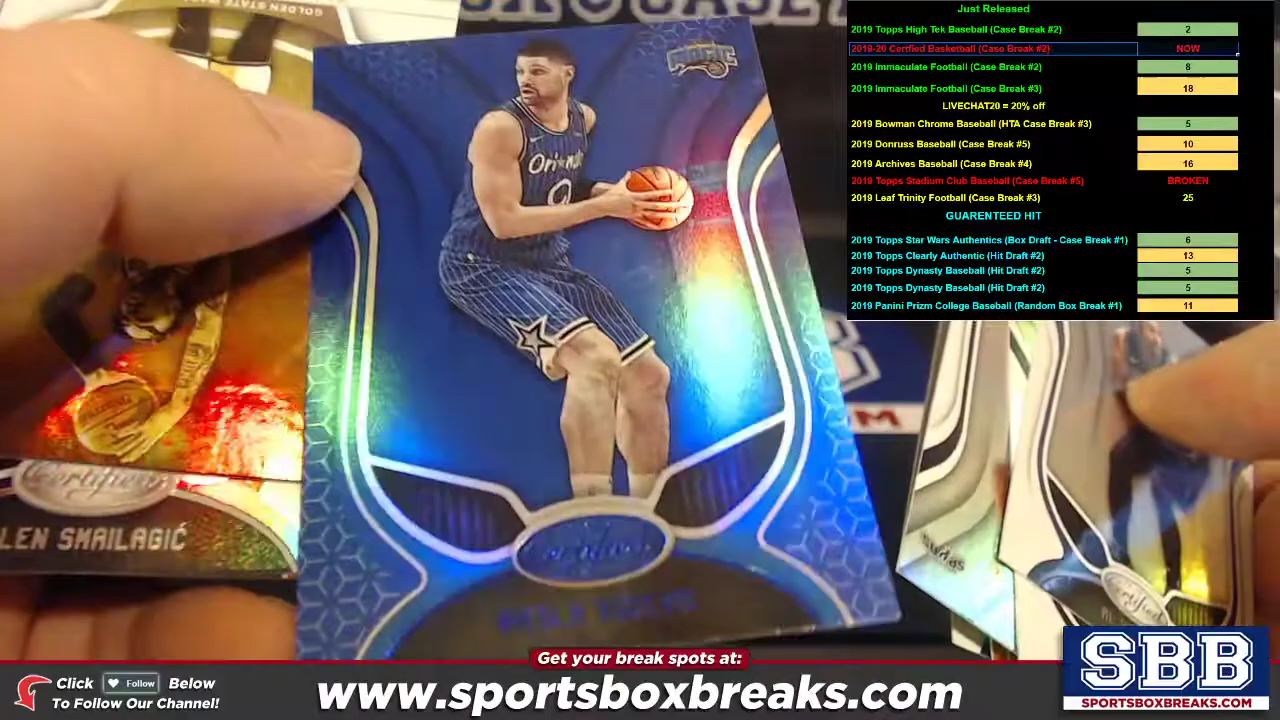 GOLDEN STATE
MAGIC
Orlando
9
Certified
LEN SMAILAGIĆ
Certified
Just Released
2019 Topps High Tek Baseball (Case Break #2) 2
2019-20 Certfied Basketball (Case Break #2) NOW
2019 Immaculate Football (Case Break #2) 8
2019 Immaculate Football (Case Break #3) 18
LIVECHAT20 = 20% off
2019 Bowman Chrome Baseball (HTA Case Break #3) 5
2019 Donruss Baseball (Case Break #5) 10
2019 Archives Baseball (Case Break #4) 16
2019 Topps Stadium Club Baseball (Case Break #5) BROKEN
2019 Leaf Trinity Football (Case Break #3) 25
GUARENTEED HIT
2019 Topps Star Wars Authentics (Box Draft - Case Break #1) 6
2019 Topps Clearly Authentic (Hit Draft #2) 13
2019 Topps Dynasty Baseball (Hit Draft #2) 5
2019 Topps Dynasty Baseball (Hit Draft #2) 5
2019 Panini Prizm College Baseball (Random Box Break #1) 11
Certified
Get your break spots at:
Click Follow Below
To Follow Our Channel!
www.sportsboxbreaks.com
SBB
SPORTSBOXBREAKS.COM